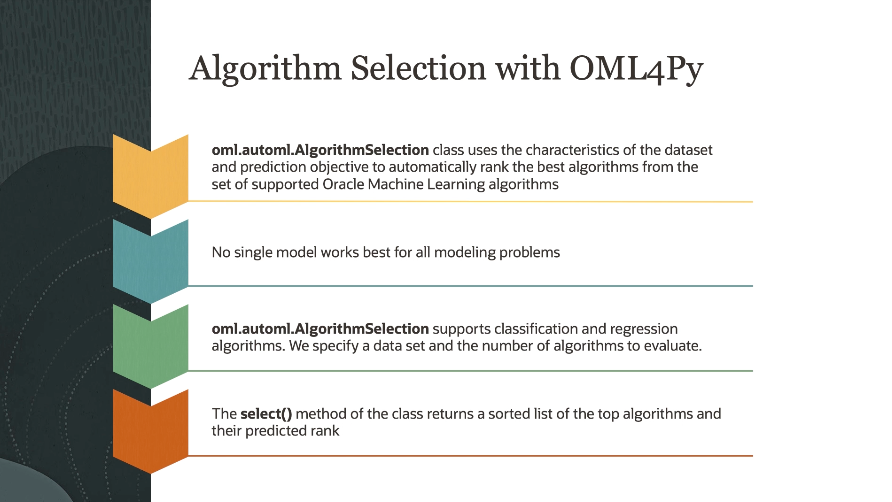 Algorithm Selection with OML4Py
oml.automl.AlgorithmSelection class uses the characteristics of the dataset
and prediction objective to automatically rank the best algorithms from the
set of supported Oracle Machine Learning algorithms
No single model works best for all modeling problems
oml.automl.AlgorithmSelection supports classification and regression
algorithms. We specify a data set and the number of algorithms to evaluate.
The select() method of the class returns a sorted list of the top algorithms and
their predicted rank